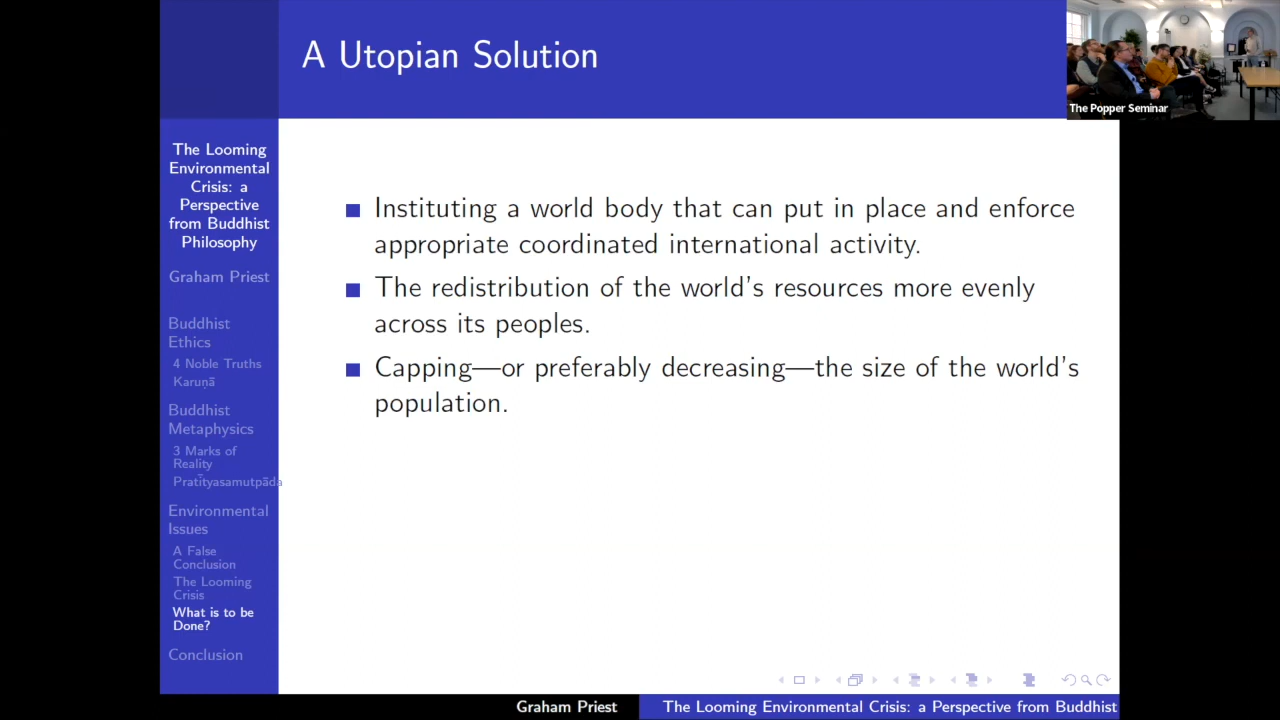 A Utopian Solution
The Popper Seminar
The Looming
Environmental
Crisis: a
Perspective
from Buddhist
Philosophy
Graham Priest
Buddhist
Ethics
4 Noble Truths
Karuṇā
Buddhist
Metaphysics
3 Marks of
Reality
Pratītyasamutpāda
Environmental
Issues
A False
Conclusion
The Looming
Crisis
What is to be
Done?
Conclusion
Instituting a world body that can put in place and enforce
appropriate coordinated international activity.
The redistribution of the world's resources more evenly
across its peoples.
Capping—or preferably decreasing—the size of the world's
population.
Graham Priest
The Looming Environmental Crisis: a Perspective from Buddhist